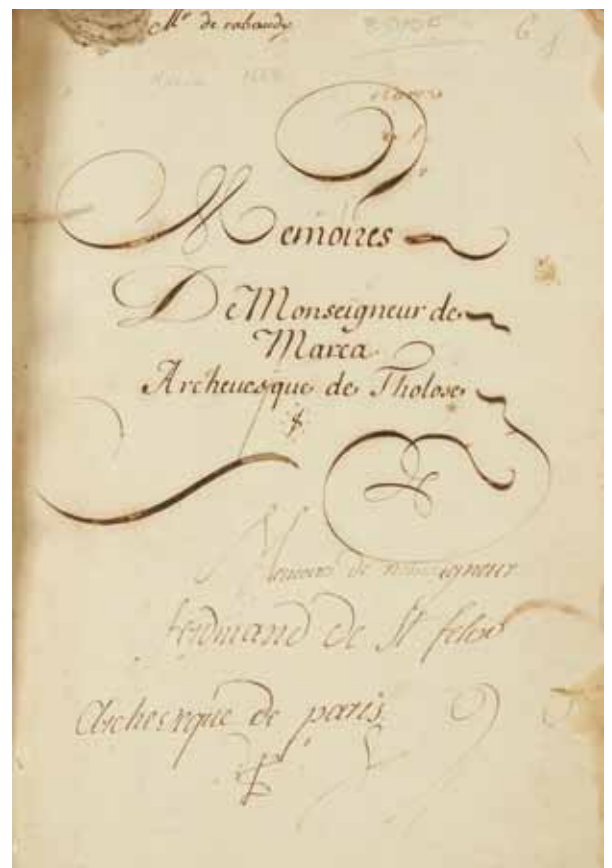 Mr de rabaudy
Memoires
De Monseigneur de
Marca
Archeuesque de Tholose
Memoires de monseigneur
ferdinand de St felix
Archevêque de paris